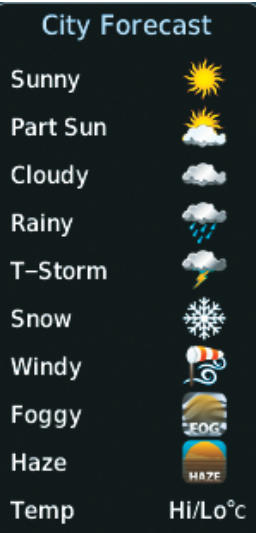 City Forecast
Sunny
Part Sun
Cloudy
Rainy
T–Storm
Snow
Windy
Foggy FOG
Haze HAZE
Temp Hi/Lo°c